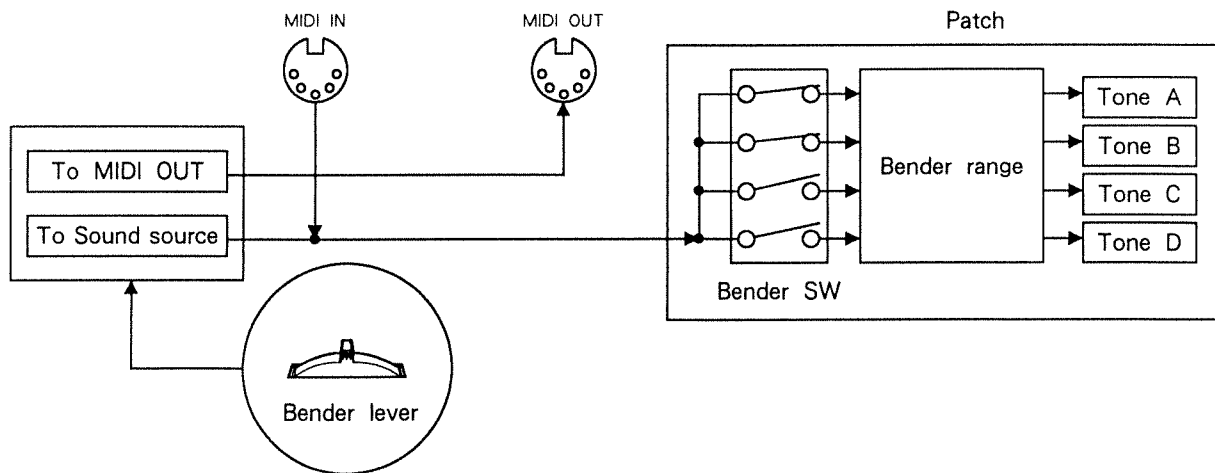 MIDI IN
MIDI OUT
Patch
To MIDI OUT
To Sound source
Bender lever
Bender SW
Bender range
Tone A
Tone B
Tone C
Tone D